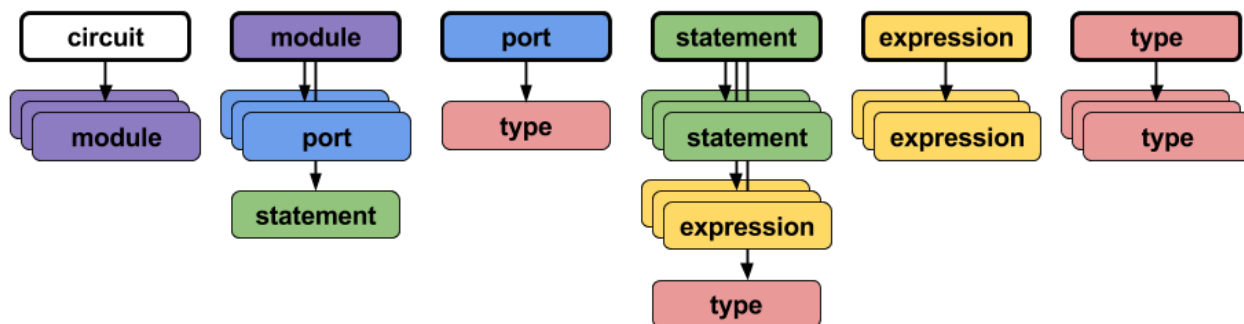 circuit
module
port
statement
expression
type
module
port
type
statement
expression
type
statement
expression
type